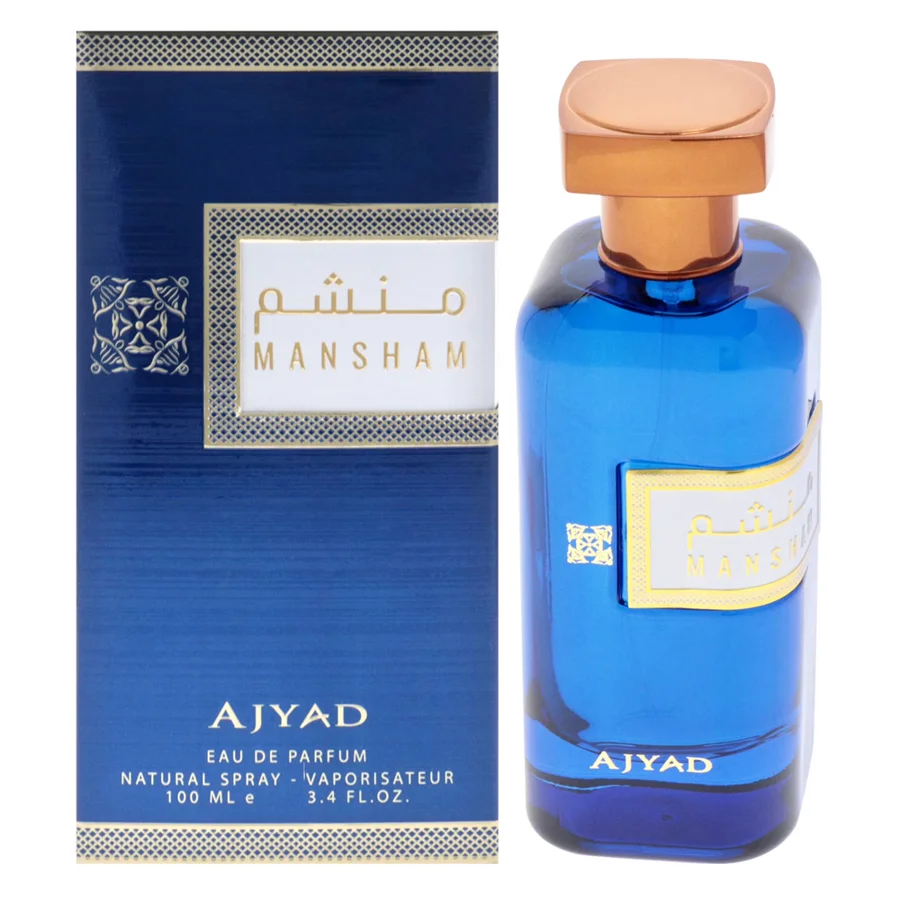 منشم
MANSHAM
AJYAD
EAU DE PARFUM
NATURAL SPRAY - VAPORISATEUR
100 ML e 3.4 FL.OZ.
منشم
MANSHAM
AJYAD